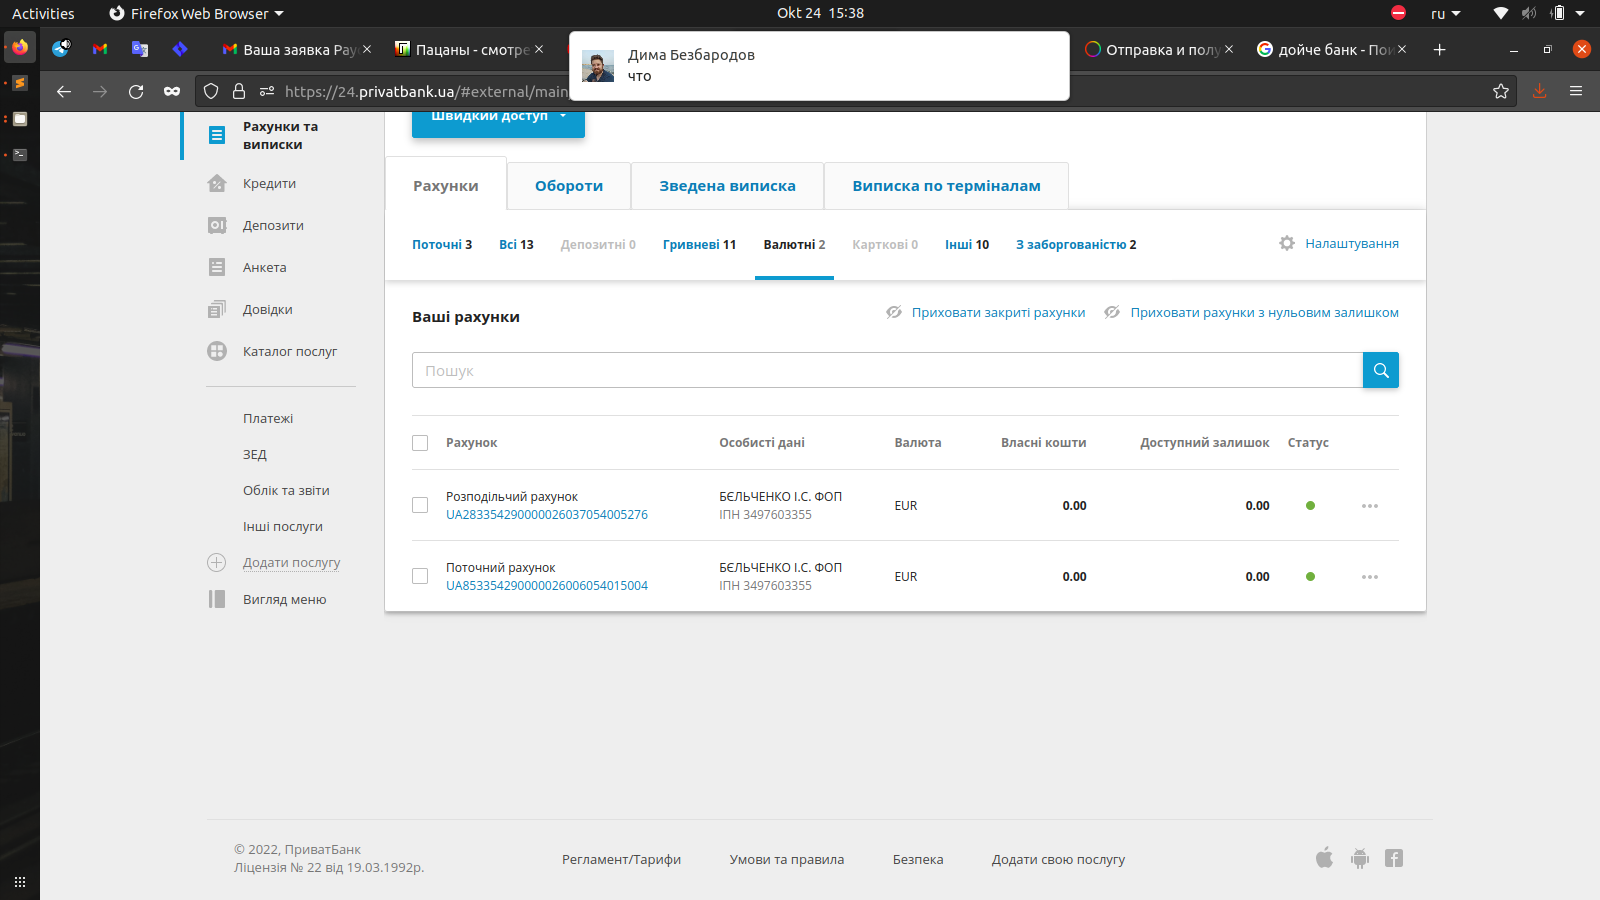 Activities
Firefox Web Browser
Okt 24 15:38
ru
Ваша заявка Pay
Пацаны - смотре
Отправка и полу
дойче банк - Пои
Дима Безбародов
что
https://24.privatbank.ua/#external/main
Рахунки та
виписки
Кредити
Депозити
Анкета
Довідки
Каталог послуг
Платежі
ЗЕД
Облік та звіти
Інші послуги
Додати послугу
Вигляд меню
Швидкий доступ
Рахунки
Обороти
Зведена виписка
Виписка по терміналам
Поточні 3
Всі 13
Депозитні 0
Гривневі 11
Валютні 2
Карткові 0
Інші 10
З заборгованістю 2
Налаштування
Ваші рахунки
Приховати закриті рахунки
Приховати рахунки з нульовим залишком
Пошук
Рахунок
Особисті дані
Валюта
Власні кошти
Доступний залишок
Статус
Розподільчий рахунок
UA283354290000026037054005276
БЄЛЬЧЕНКО І.С. ФОП
ІПН 3497603355
EUR
0.00
0.00
Поточний рахунок
UA853354290000026006054015004
БЄЛЬЧЕНКО І.С. ФОП
ІПН 3497603355
EUR
0.00
0.00
© 2022, ПриватБанк
Ліцензія № 22 від 19.03.1992р.
Регламент/Тарифи
Умови та правила
Безпека
Додати свою послугу